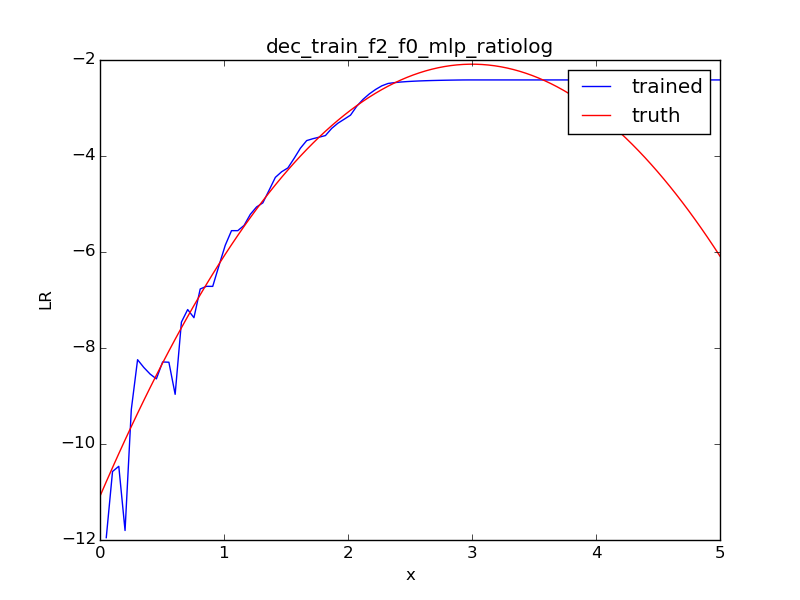 dec_train_f2_f0_mlp_ratiolog
−2
−4
−6
−8
−10
−12
LR
trained
truth
0 1 2 3 4 5
x